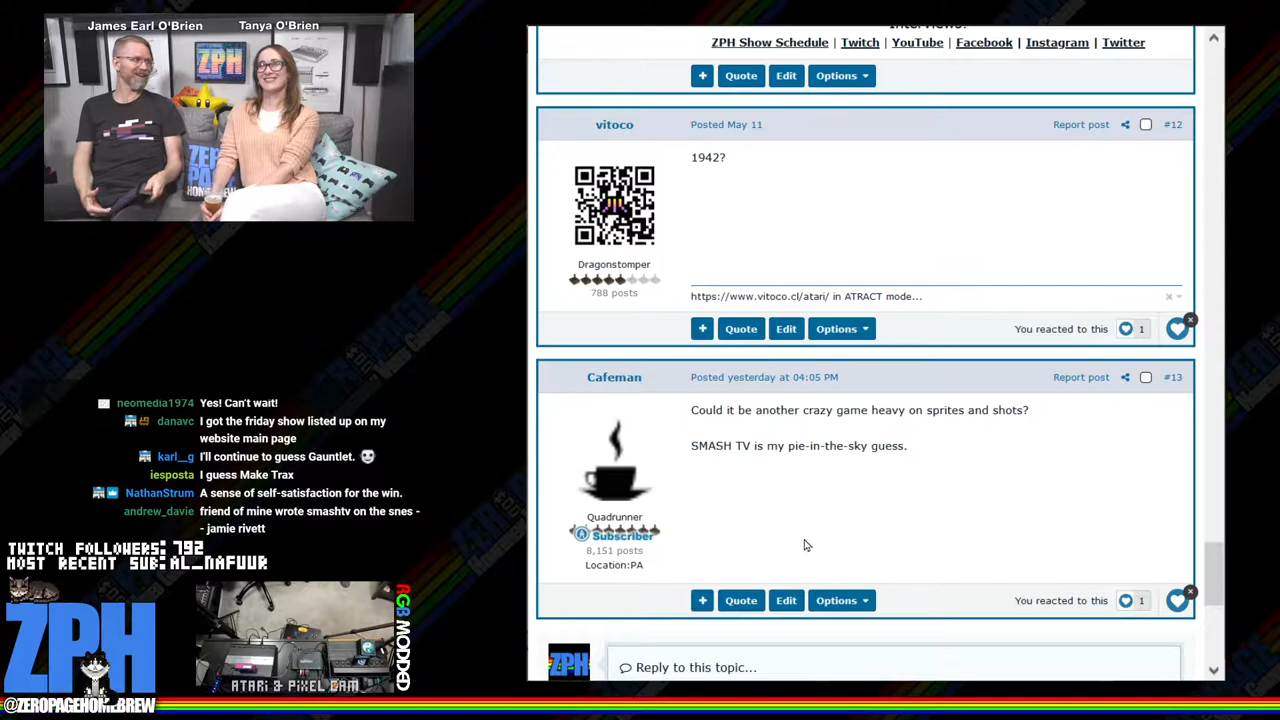 James Earl O'Brien
Tanya O'Brien
ZPH
ZERO
PAGE
HOM
neomedia1974 Yes! Can't wait!
danavc I got the friday show listed up on my
website main page
karl__g I'll continue to guess Gauntlet.
iesposta I guess Make Trax
NathanStrum A sense of self-satisfaction for the win.
andrew_davie friend of mine wrote smashtv on the snes -
- jamie rivett
TWITCH FOLLOWERS: 792
MOST RECENT SUB: AL_NAFUUR
ZPH
@ZEROPAGEHOMEBREW
ATARI & PIXEL CAM
RGB MODDED
Interviews!
ZPH Show Schedule | Twitch | YouTube | Facebook | Instagram | Twitter
+ Quote Edit Options
vitoco Posted May 11 Report post #12
1942?
Dragonstomper
788 posts
https://www.vitoco.cl/atari/ in ATRACT mode...
+ Quote Edit Options You reacted to this 1
Cafeman Posted yesterday at 04:05 PM Report post #13
Could it be another crazy game heavy on sprites and shots?
SMASH TV is my pie-in-the-sky guess.
Quadrunner
Subscriber
8,151 posts
Location:PA
+ Quote Edit Options You reacted to this 1
ZPH
Reply to this topic...